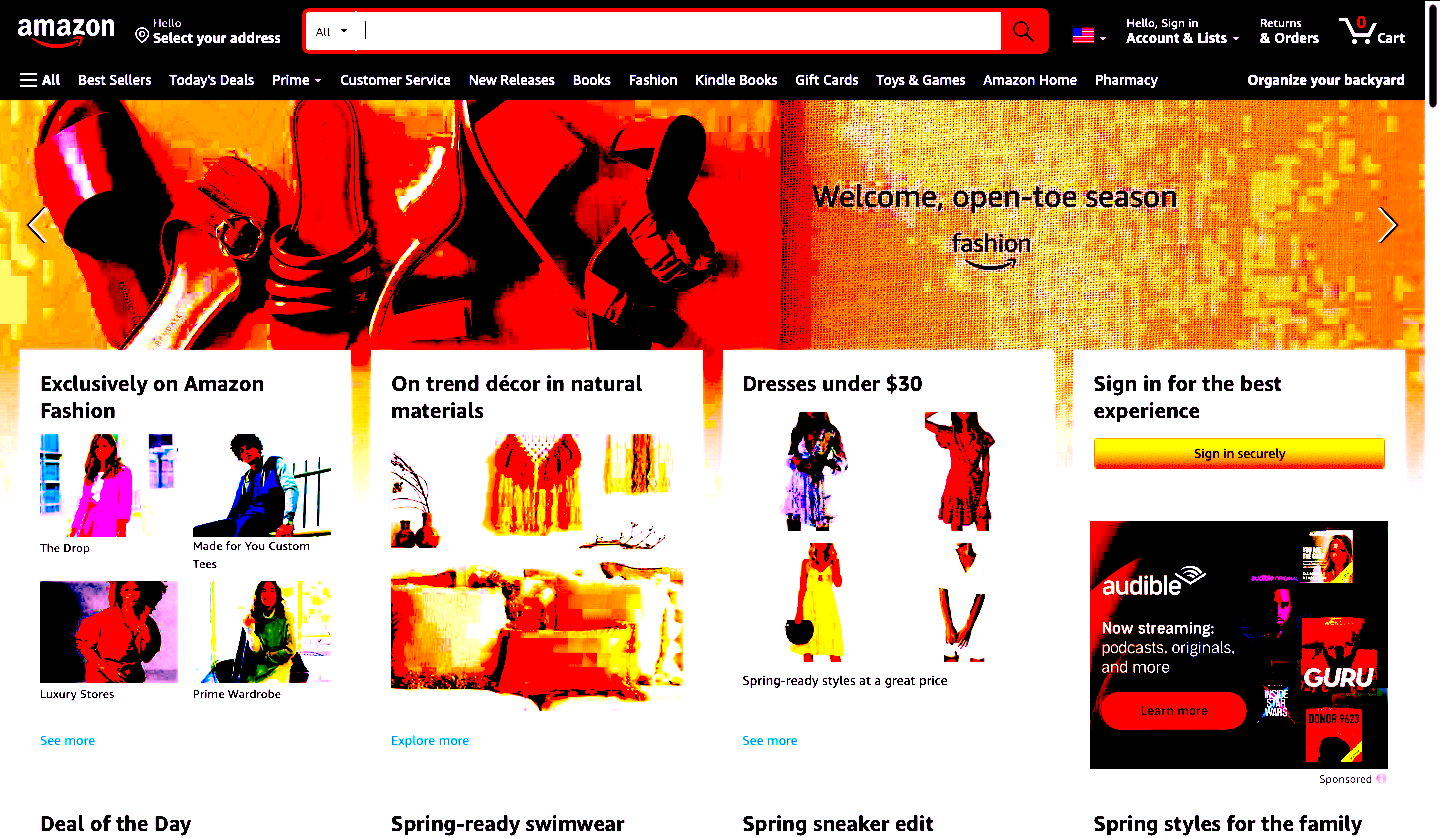 amazon
Hello
Select your address
All
Hello, Sign in
Account & Lists
Returns
& Orders
0
Cart
All
Best Sellers
Today's Deals
Prime
Customer Service
New Releases
Books
Fashion
Kindle Books
Gift Cards
Toys & Games
Amazon Home
Pharmacy
Organize your backyard
Welcome, open-toe season
fashion
Exclusively on Amazon
Fashion
The Drop
Made for You Custom
Tees
Luxury Stores
Prime Wardrobe
See more
On trend décor in natural
materials
Explore more
Dresses under $30
Spring-ready styles at a great price
See more
Sign in for the best
experience
Sign in securely
audible
Now streaming:
podcasts, originals,
and more
Learn more
GURU
INSIDE
STAR
WARS
DONOR 9623
Sponsored
Deal of the Day
Spring-ready swimwear
Spring sneaker edit
Spring styles for the family